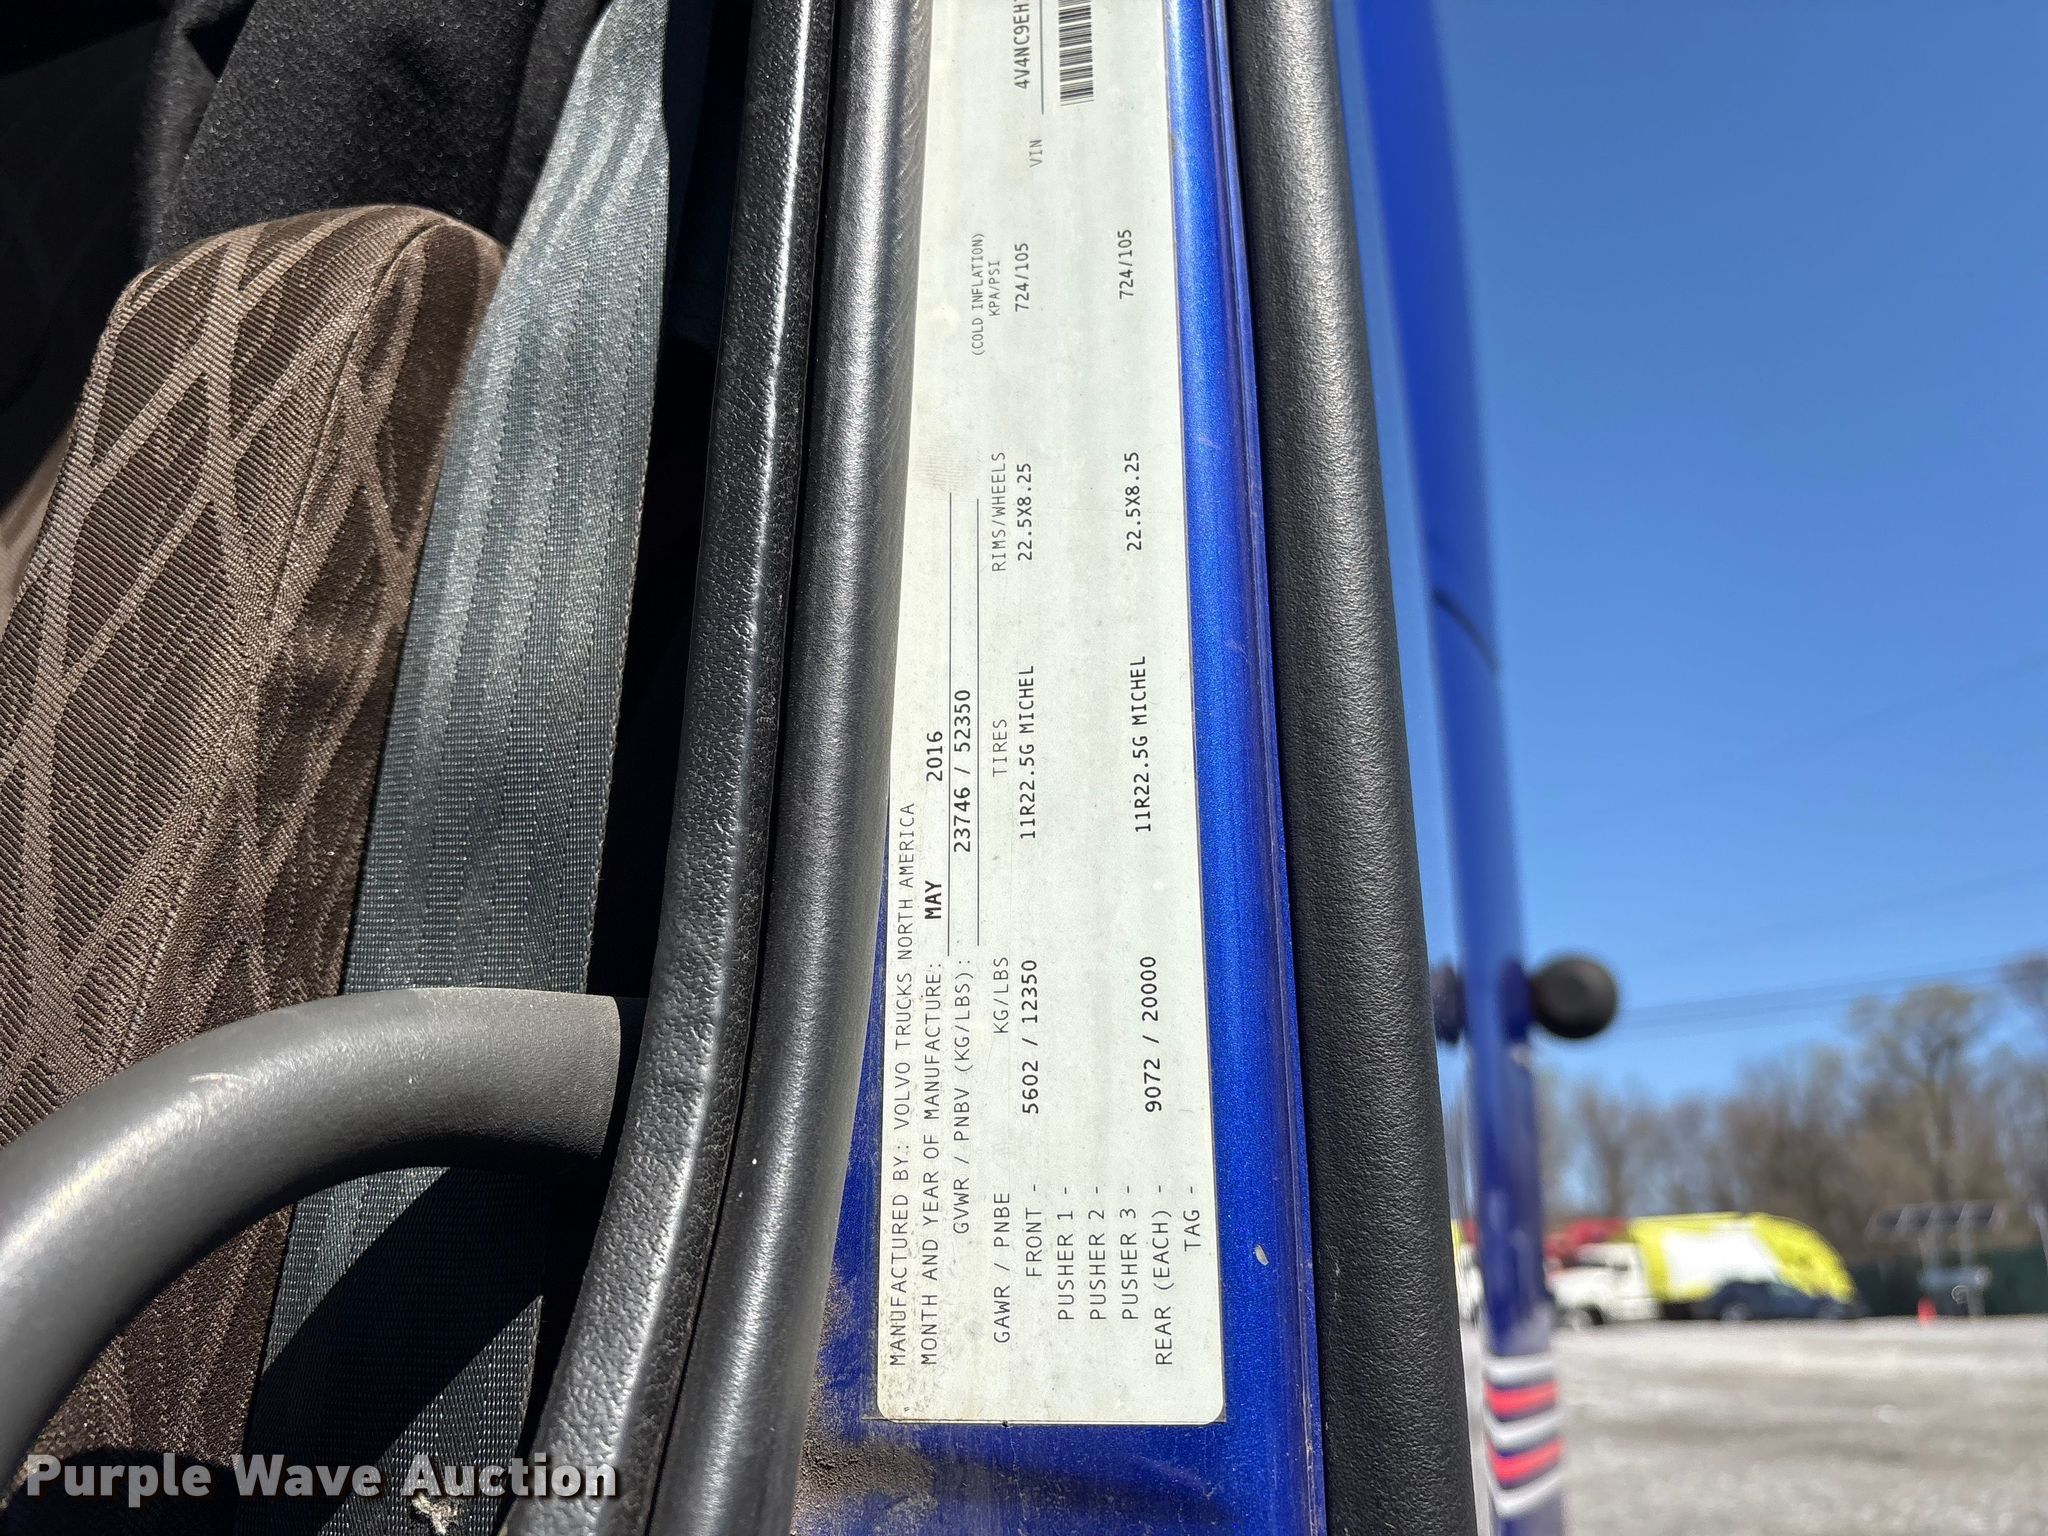 MANUFACTURED BY.: VOLVO TRUCKS NORTH AMERICA
MONTH AND YEAR OF MANUFACTURE: MAY 2016
GVWR / PNBV (KG/LBS): 23746 / 52350
GAWR / PNBE KG/LBS TIRES RIMS/WHEELS (COLD INFLATION) KPA/PSI
FRONT - 5602 / 12350 11R22.5G MICHEL 22.5X8.25 724/105
PUSHER 1 -
PUSHER 2 -
PUSHER 3 -
REAR (EACH) - 9072 / 20000 11R22.5G MICHEL 22.5X8.25 724/105
TAG -
VIN 4V4NC9EH
Purple Wave Auction